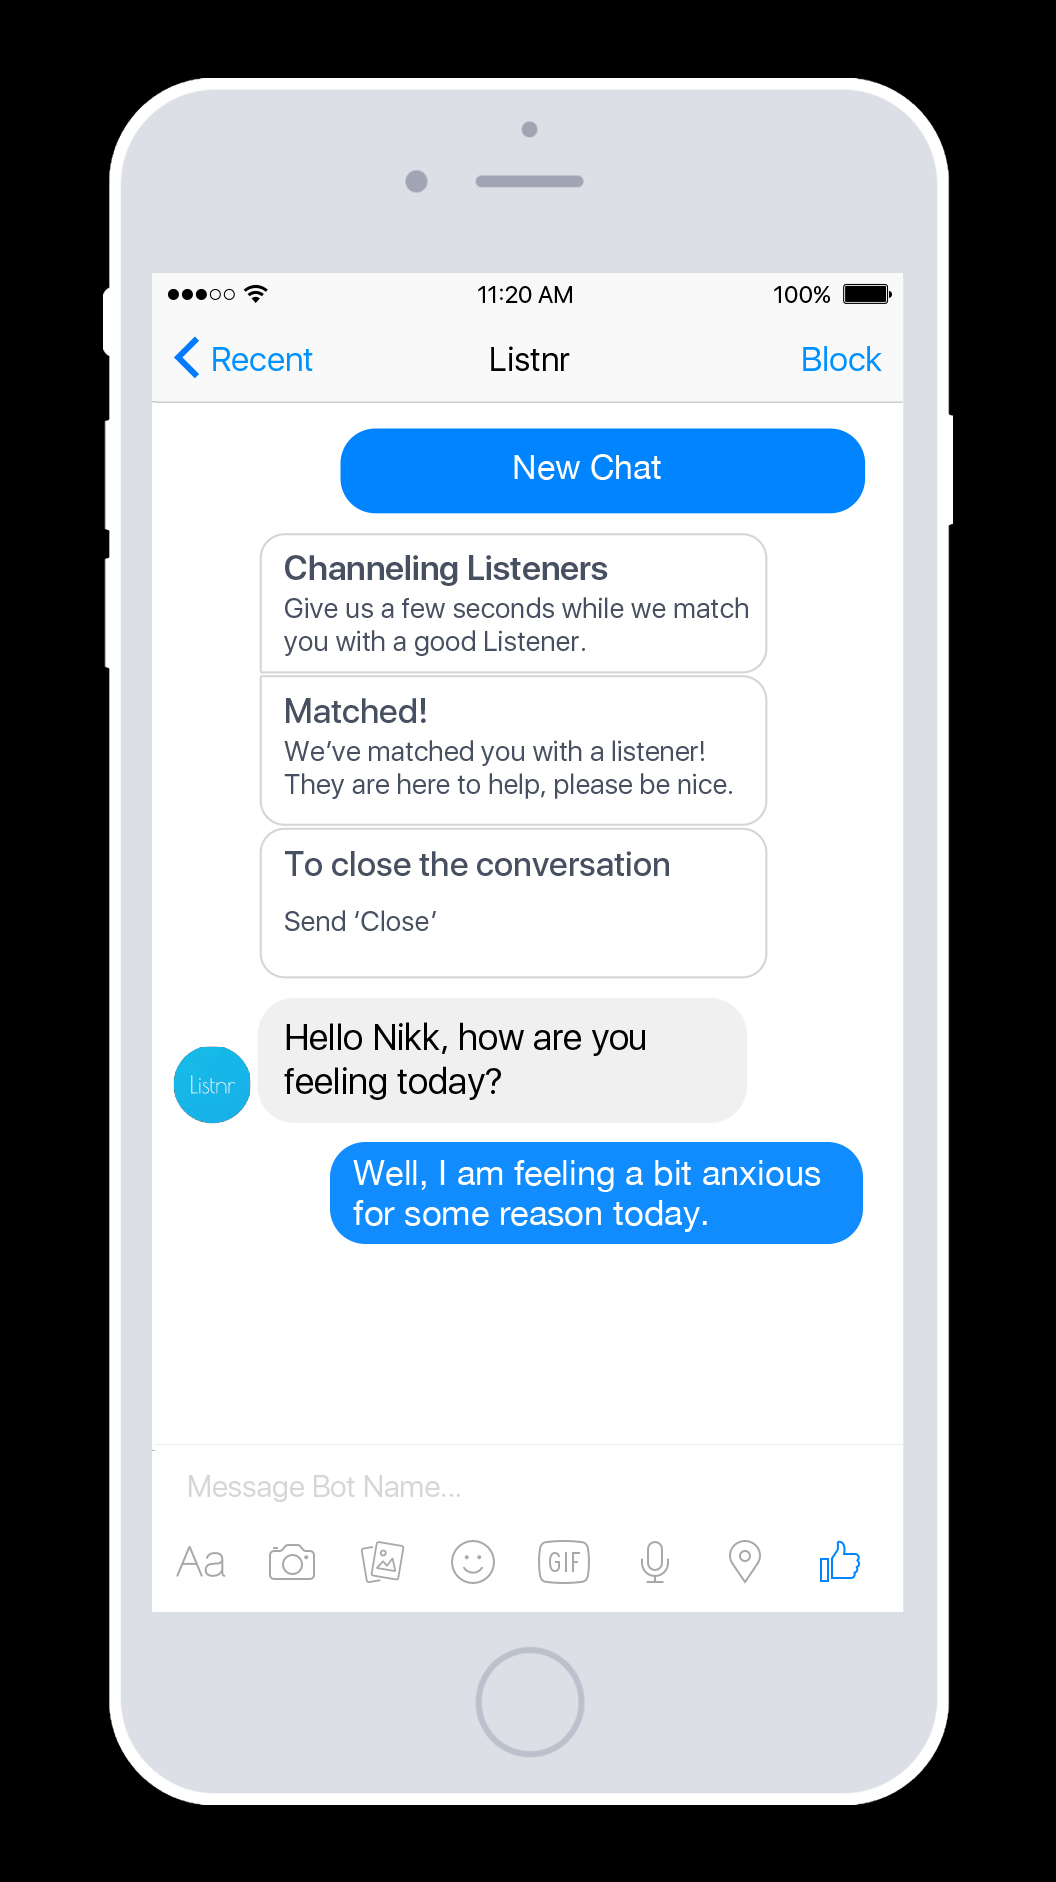 11:20 AM
100%
Recent
Listnr
Block
New Chat
Channeling Listeners
Give us a few seconds while we match
you with a good Listener.
Matched!
We’ve matched you with a listener!
They are here to help, please be nice.
To close the conversation
Send ‘Close’
Hello Nikk, how are you
feeling today?
Listnr
Well, I am feeling a bit anxious
for some reason today.
Message Bot Name...
Aa
GIF